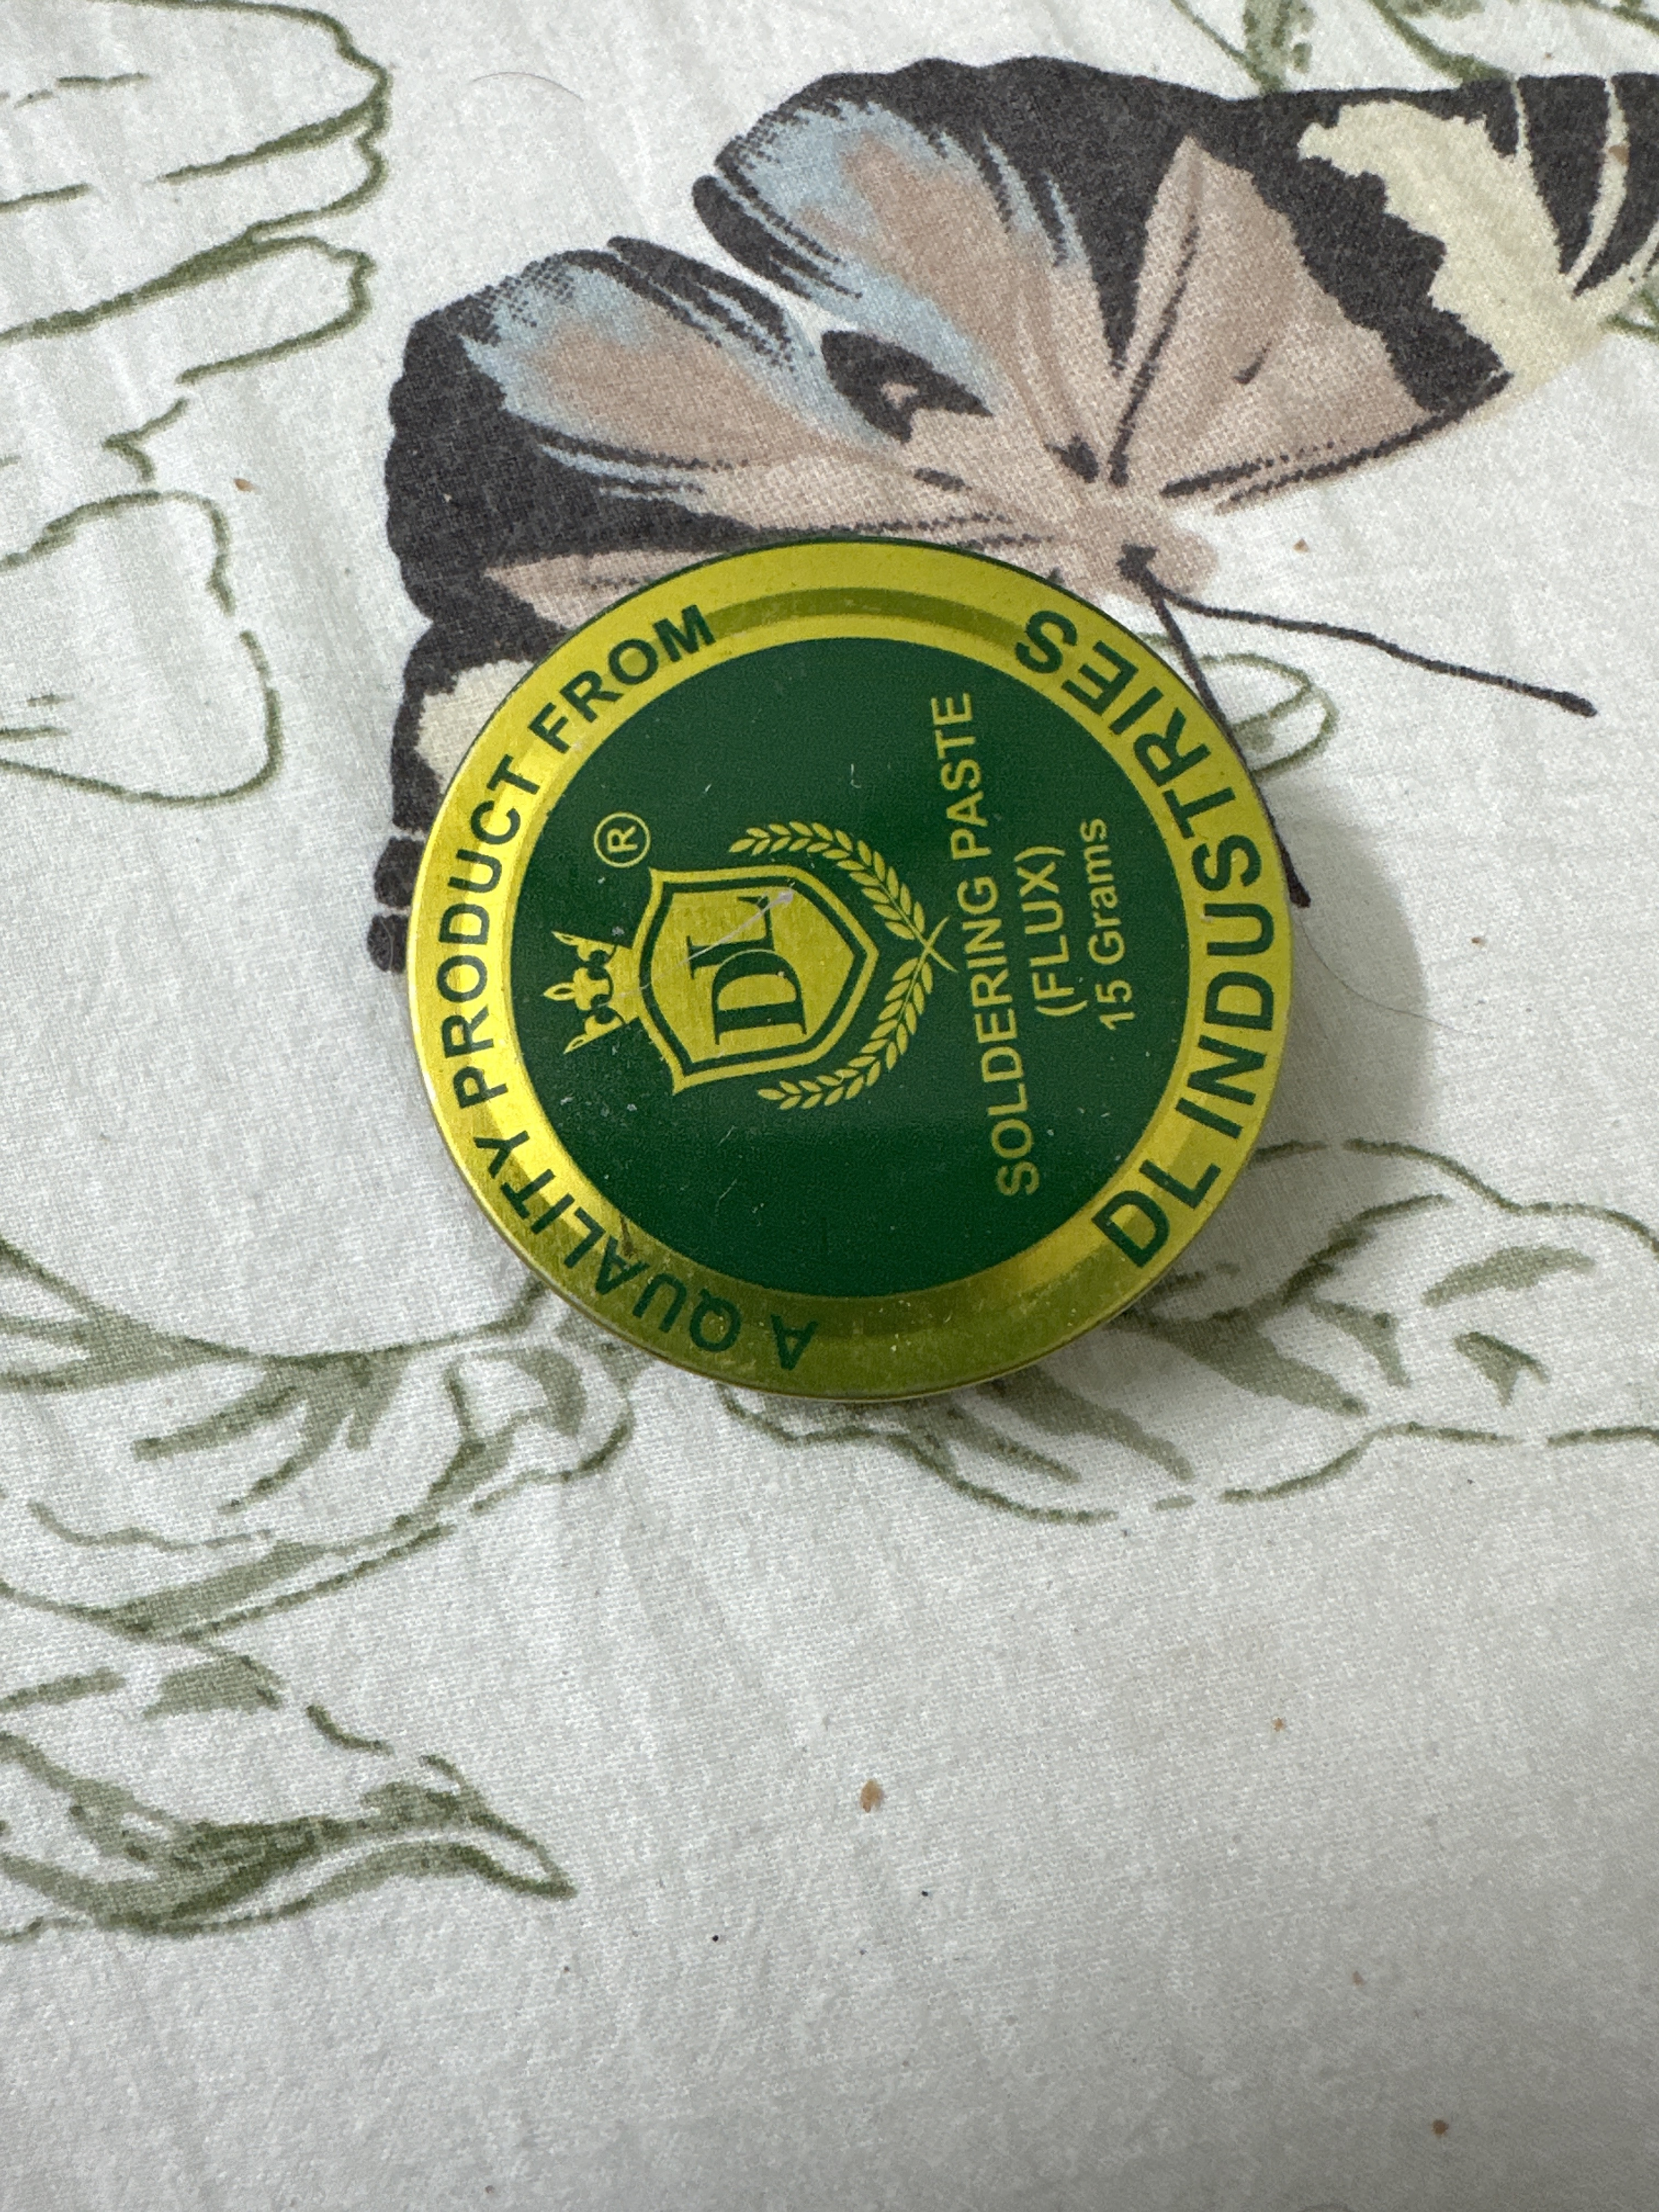 A QUALITY PRODUCT FROM
®
DL
SOLDERING PASTE
(FLUX)
15 Grams
DL INDUSTRIES